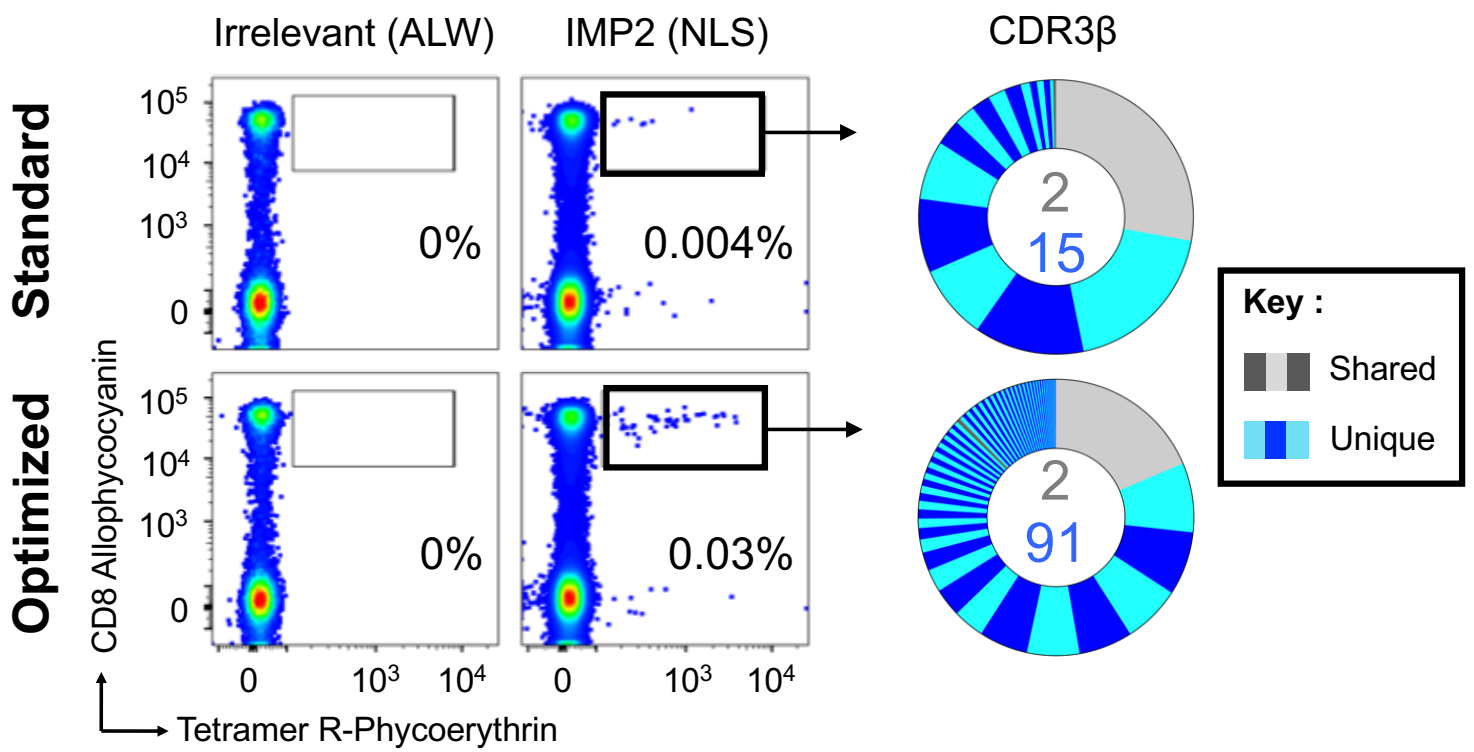 Irrelevant (ALW)
IMP2 (NLS)
CDR3β
Standard
10⁵
10⁴
10³
0
0%
0.004%
2
15
Key :
Shared
Unique
Optimized
CD8 Allophycocyanin
10⁵
10⁴
10³
0
0%
0.03%
2
91
0
10³
10⁴
0
10³
10⁴
Tetramer R-Phycoerythrin